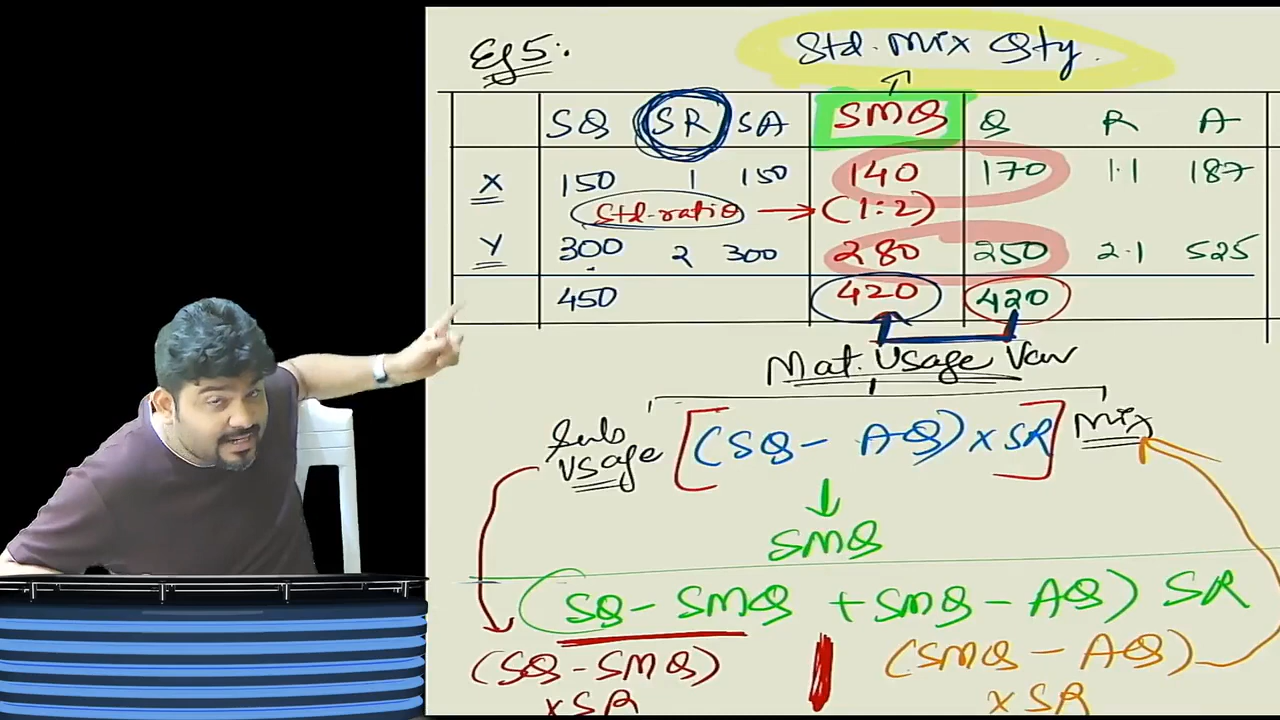 Eg 5:. Std. Mix Qty.
SQ SR SA SMQ Q R A
X 150 1 150 140 170 1.1 187
Std-ratio → (1:2)
Y 300 2 300 280 250 2.1 525
450 420 420
Mat. Usage Var
Sub Usage [(SQ - AQ) x SR] Mix
SMQ
(SQ - SMQ + SMQ - AQ) SR
(SQ - SMQ) (SMQ - AQ)
x SR x SR